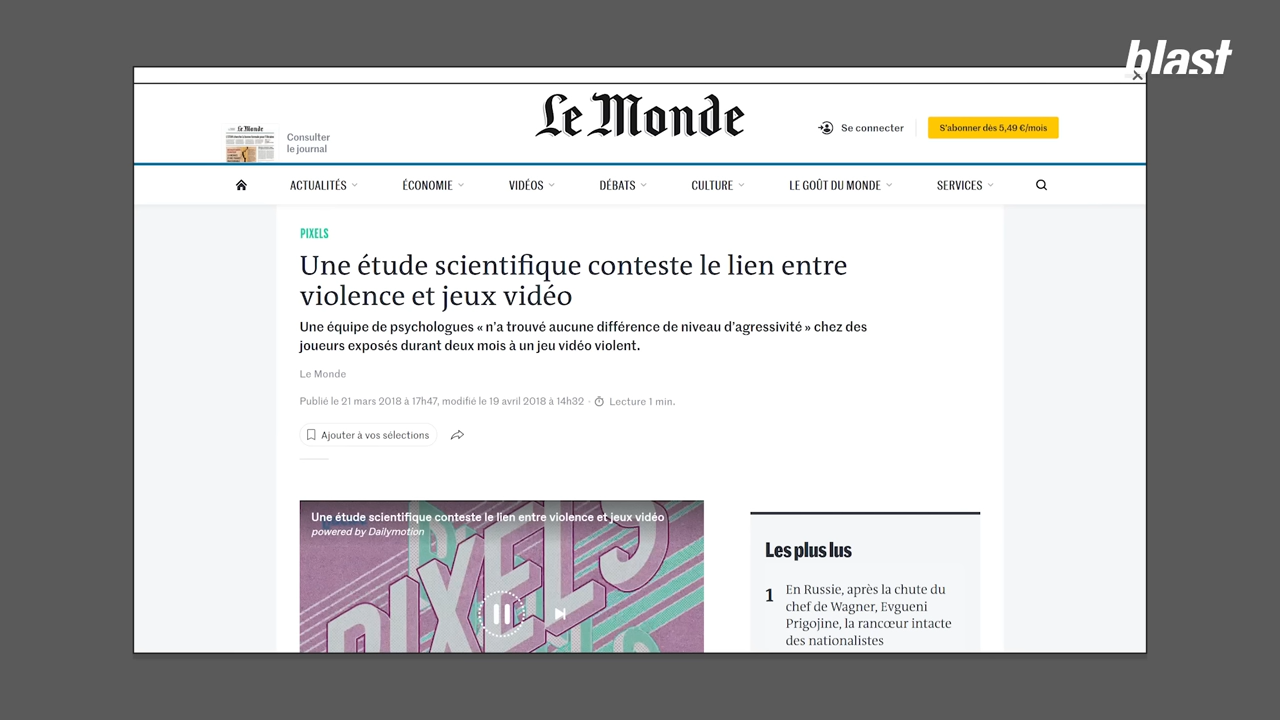 blast
Le Monde
Consulter
le journal
Se connecter
S'abonner dès 5,49 €/mois
ACTUALITÉS
ÉCONOMIE
VIDÉOS
DÉBATS
CULTURE
LE GOÛT DU MONDE
SERVICES
PIXELS
Une étude scientifique conteste le lien entre
violence et jeux vidéo
Une équipe de psychologues « n'a trouvé aucune différence de niveau d'agressivité » chez des
joueurs exposés durant deux mois à un jeu vidéo violent.
Le Monde
Publié le 21 mars 2018 à 17h47, modifié le 19 avril 2018 à 14h32 · Lecture 1 min.
Ajouter à vos sélections
Une étude scientifique conteste le lien entre violence et jeux vidéo
powered by Dailymotion
PIXELS
Les plus lus
1 En Russie, après la chute du
chef de Wagner, Evgueni
Prigojine, la rancœur intacte
des nationalistes